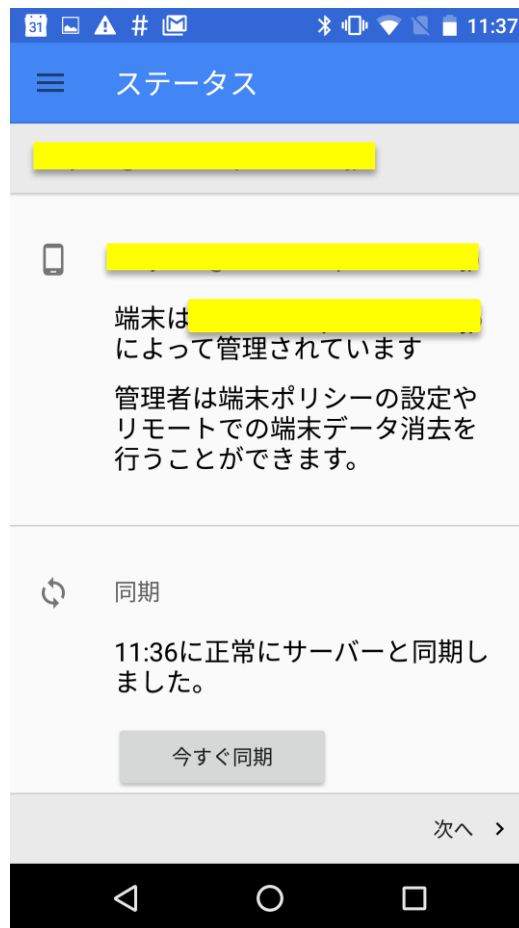 31 # M 11:37
ステータス
端末は
によって管理されています
管理者は端末ポリシーの設定や
リモートでの端末データ消去を
行うことができます。
同期
11:36に正常にサーバーと同期し
ました。
今すぐ同期
次へ